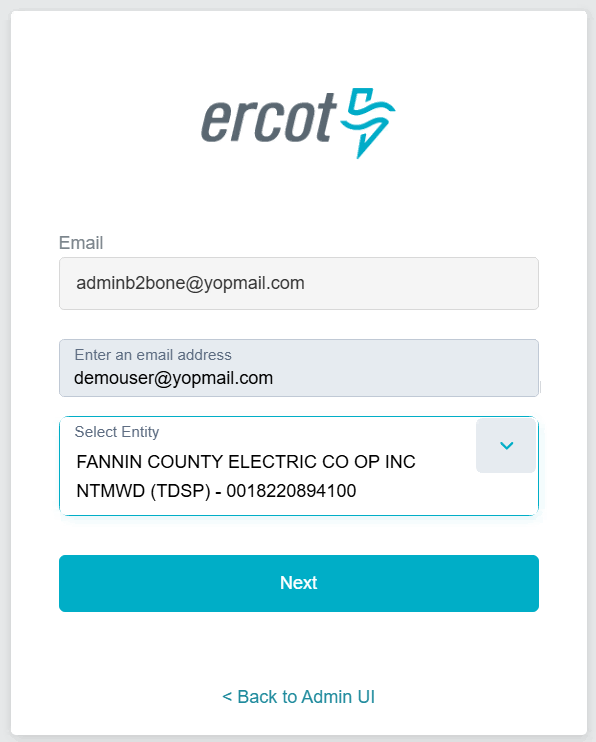 ercot
Email
adminb2bone@yopmail.com
Enter an email address
demouser@yopmail.com
Select Entity
FANNIN COUNTY ELECTRIC CO OP INC
NTMWD (TDSP) - 0018220894100
Next
< Back to Admin UI